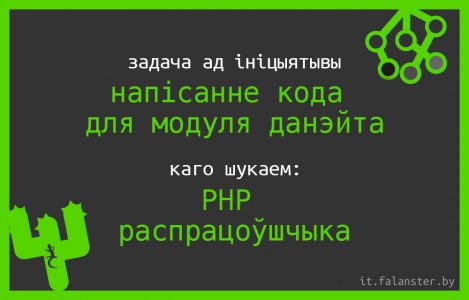 задача ад ініцыятывы
напісанне кода
для модуля данэйта
каго шукаем:
PHP
распрацоўшчыка
it.falanster.by